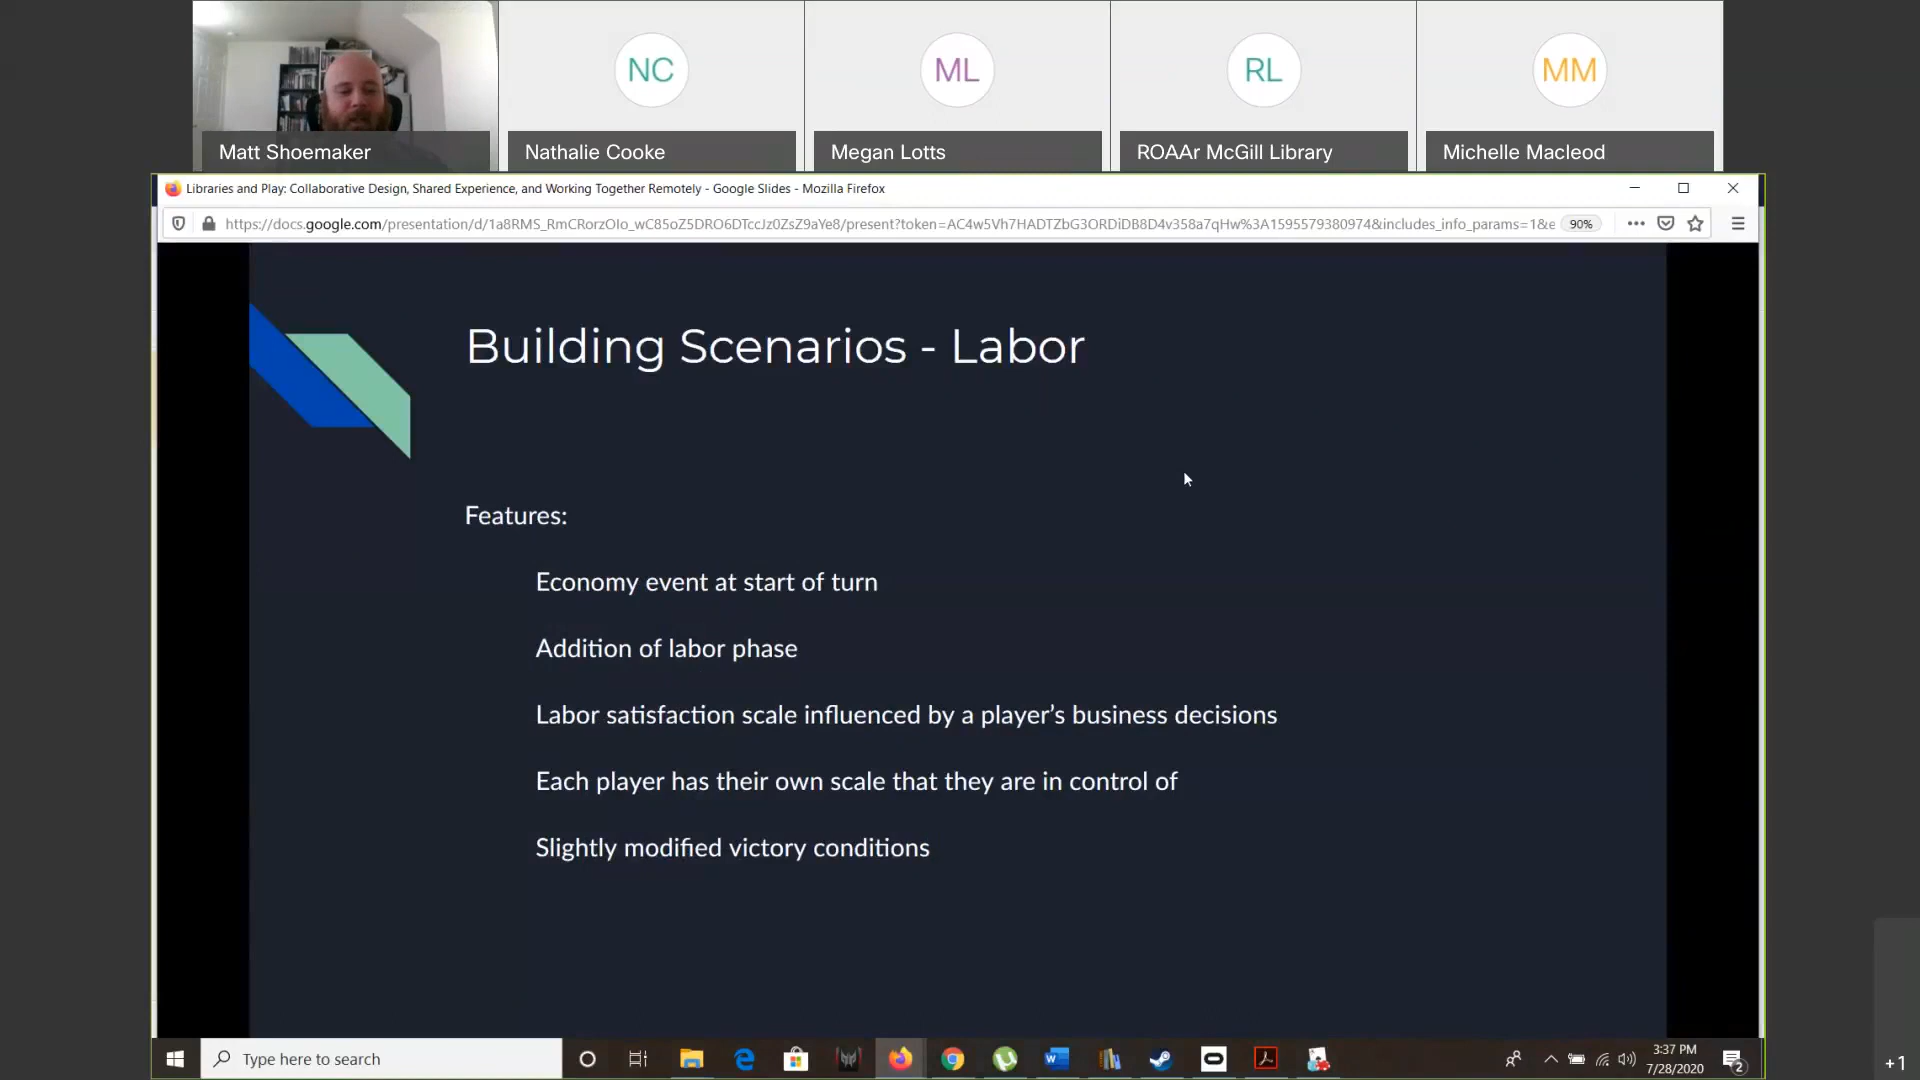 NC
ML
RL
MM
Matt Shoemaker
Nathalie Cooke
Megan Lotts
ROAAr McGill Library
Michelle Macleod
Libraries and Play: Collaborative Design, Shared Experience, and Working Together Remotely - Google Slides - Mozilla Firefox
https://docs.google.com/presentation/d/1a8RMS_RmCRorzOIo_wC85oZ5DRO6DTccJz0ZsZ9aYe8/present?token=AC4w5Vh7HADTZbG3ORDiDB8D4v358a7qHw%3A1595579380974&includes_info_params=1&e
90%
Building Scenarios - Labor
Features:
Economy event at start of turn
Addition of labor phase
Labor satisfaction scale influenced by a player's business decisions
Each player has their own scale that they are in control of
Slightly modified victory conditions
Type here to search
3:37 PM
7/28/2020
2
+1